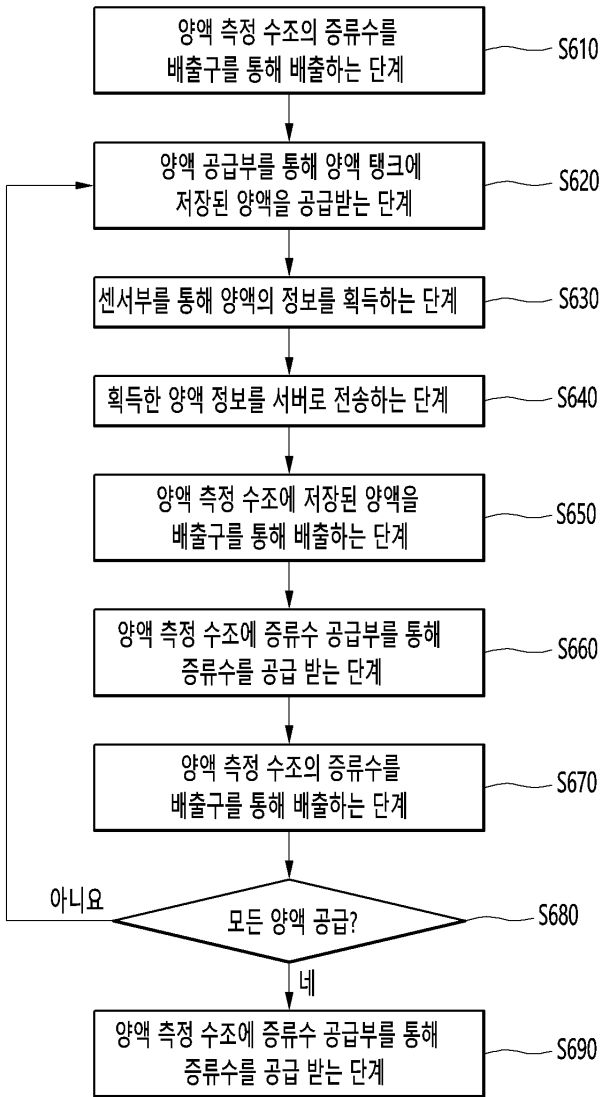 양액 측정 수조의 증류수를
배출구를 통해 배출하는 단계
S610
양액 공급부를 통해 양액 탱크에
저장된 양액을 공급받는 단계
S620
센서부를 통해 양액의 정보를 획득하는 단계
S630
획득한 양액 정보를 서버로 전송하는 단계
S640
양액 측정 수조에 저장된 양액을
배출구를 통해 배출하는 단계
S650
양액 측정 수조에 증류수 공급부를 통해
증류수를 공급 받는 단계
S660
양액 측정 수조의 증류수를
배출구를 통해 배출하는 단계
S670
아니요
모든 양액 공급?
S680
네
양액 측정 수조에 증류수 공급부를 통해
증류수를 공급 받는 단계
S690